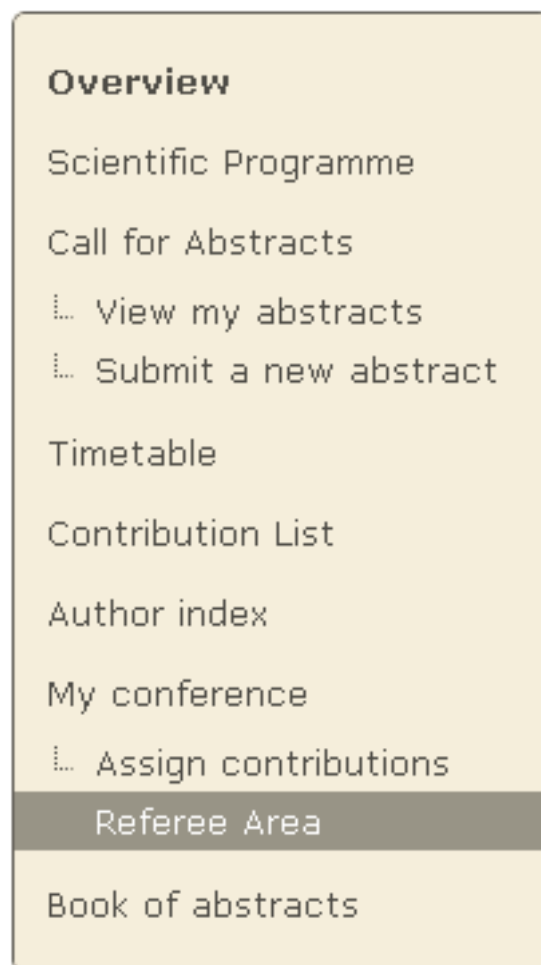 Overview
Scientific Programme
Call for Abstracts
View my abstracts
Submit a new abstract
Timetable
Contribution List
Author index
My conference
Assign contributions
Referee Area
Book of abstracts